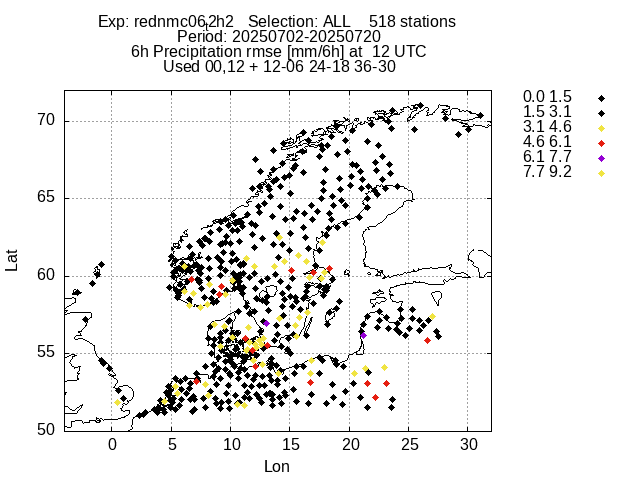 Exp: rednmc06 2h2   Selection: ALL    518 stations
Period: 20250702-20250720
6h Precipitation rmse [mm/6h] at  12 UTC
Used 00,12 + 12-06 24-18 36-30
0.0 1.5
1.5 3.1
3.1 4.6
4.6 6.1
6.1 7.7
7.7 9.2
70
65
60
55
50
Lat
0 5 10 15 20 25 30
Lon